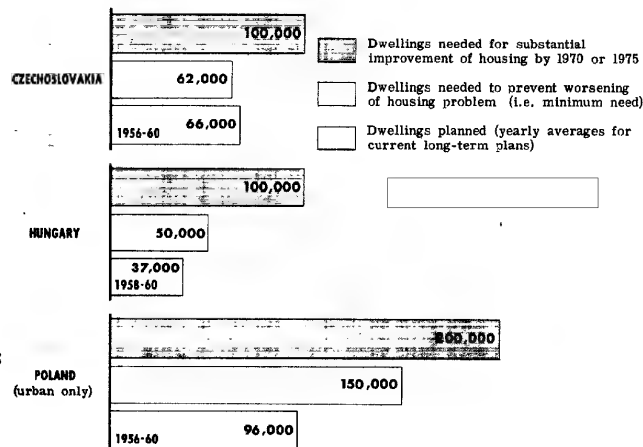 100,000
CZECHOSLOVAKIA
62,000
1956-60 66,000
Dwellings needed for substantial
improvement of housing by 1970 or 1975
Dwellings needed to prevent worsening
of housing problem (i.e. minimum need)
Dwellings planned (yearly averages for
current long-term plans)
100,000
HUNGARY
50,000
37,000
1958-60
200,000
POLAND
(urban only)
150,000
1956-60 96,000